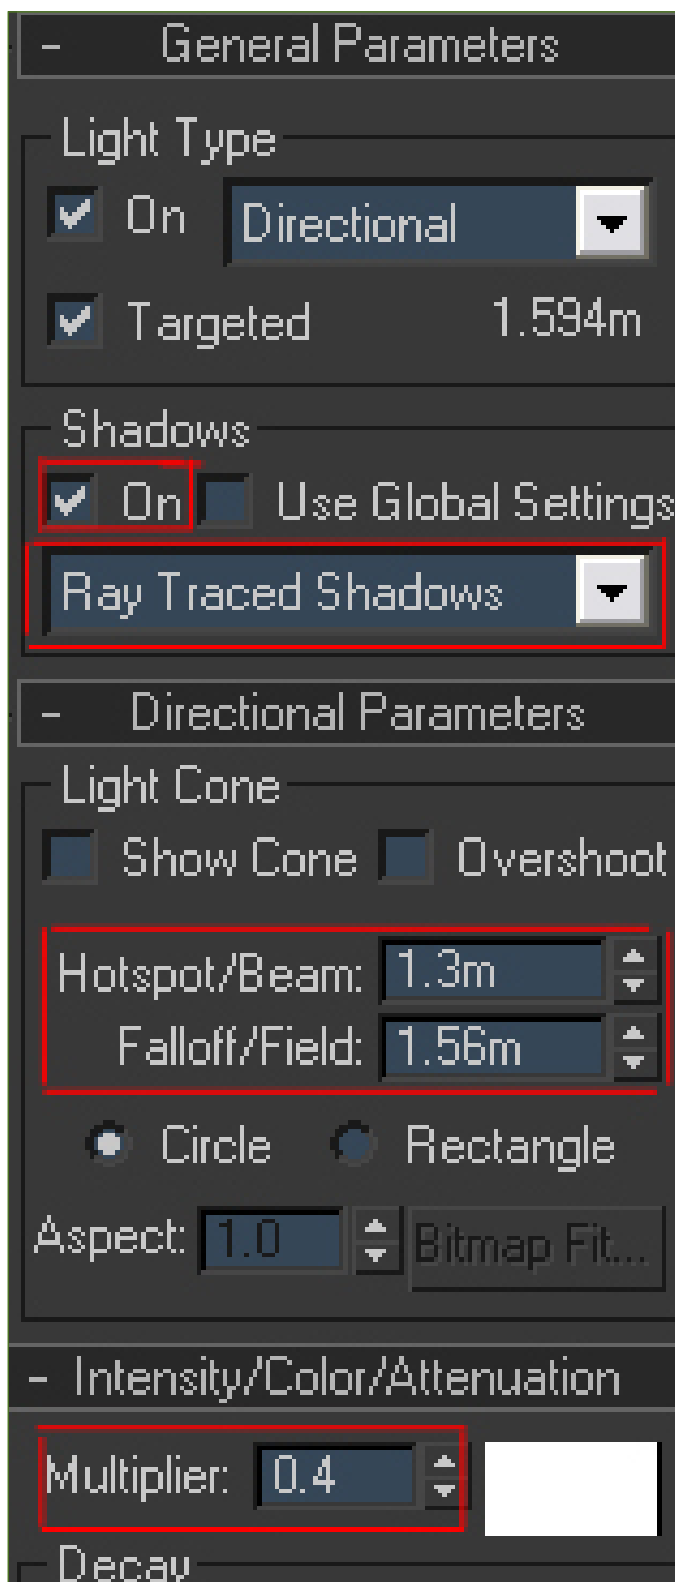 - General Parameters
Light Type
On Directional
Targeted 1.594m
Shadows
On Use Global Settings
Ray Traced Shadows
- Directional Parameters
Light Cone
Show Cone Overshoot
Hotspot/Beam: 1.3m
Falloff/Field: 1.56m
Circle Rectangle
Aspect: 1.0 Bitmap Fit...
- Intensity/Color/Attenuation
Multiplier: 0.4
Decay